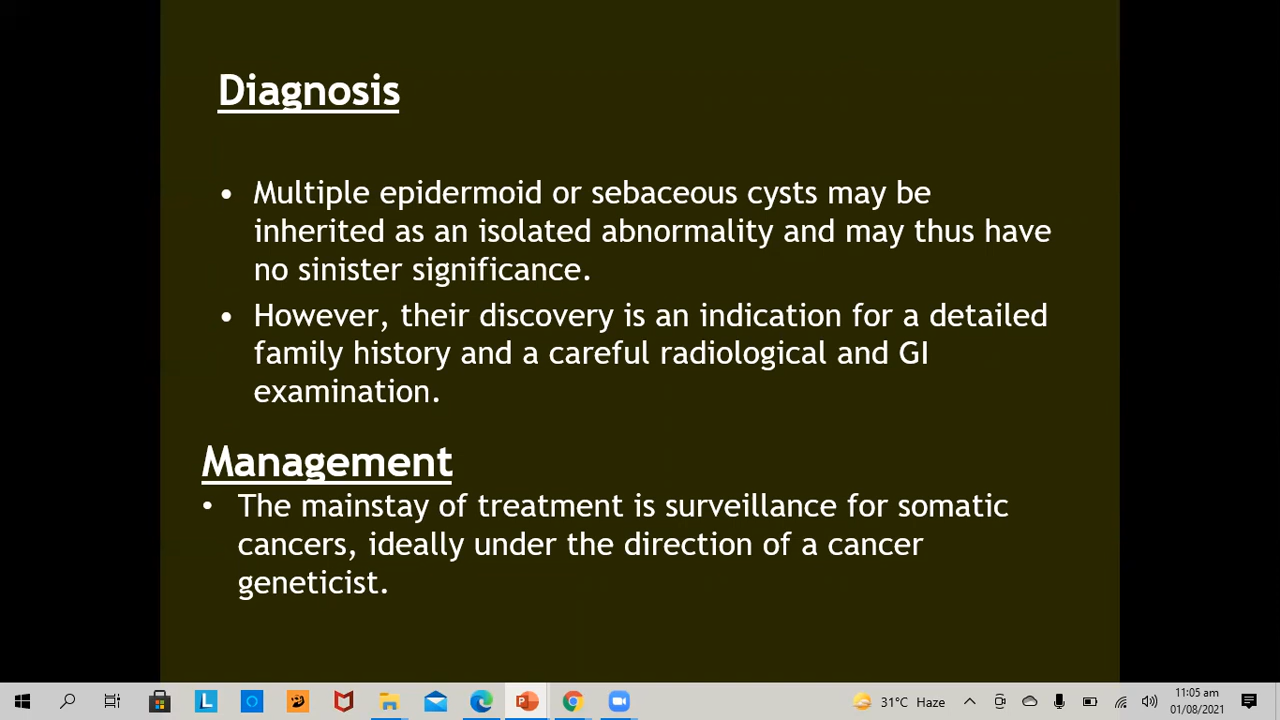 Diagnosis
• Multiple epidermoid or sebaceous cysts may be
inherited as an isolated abnormality and may thus have
no sinister significance.
• However, their discovery is an indication for a detailed
family history and a careful radiological and GI
examination.
Management
• The mainstay of treatment is surveillance for somatic
cancers, ideally under the direction of a cancer
geneticist.
31°C Haze
11:05 am
01/08/2021